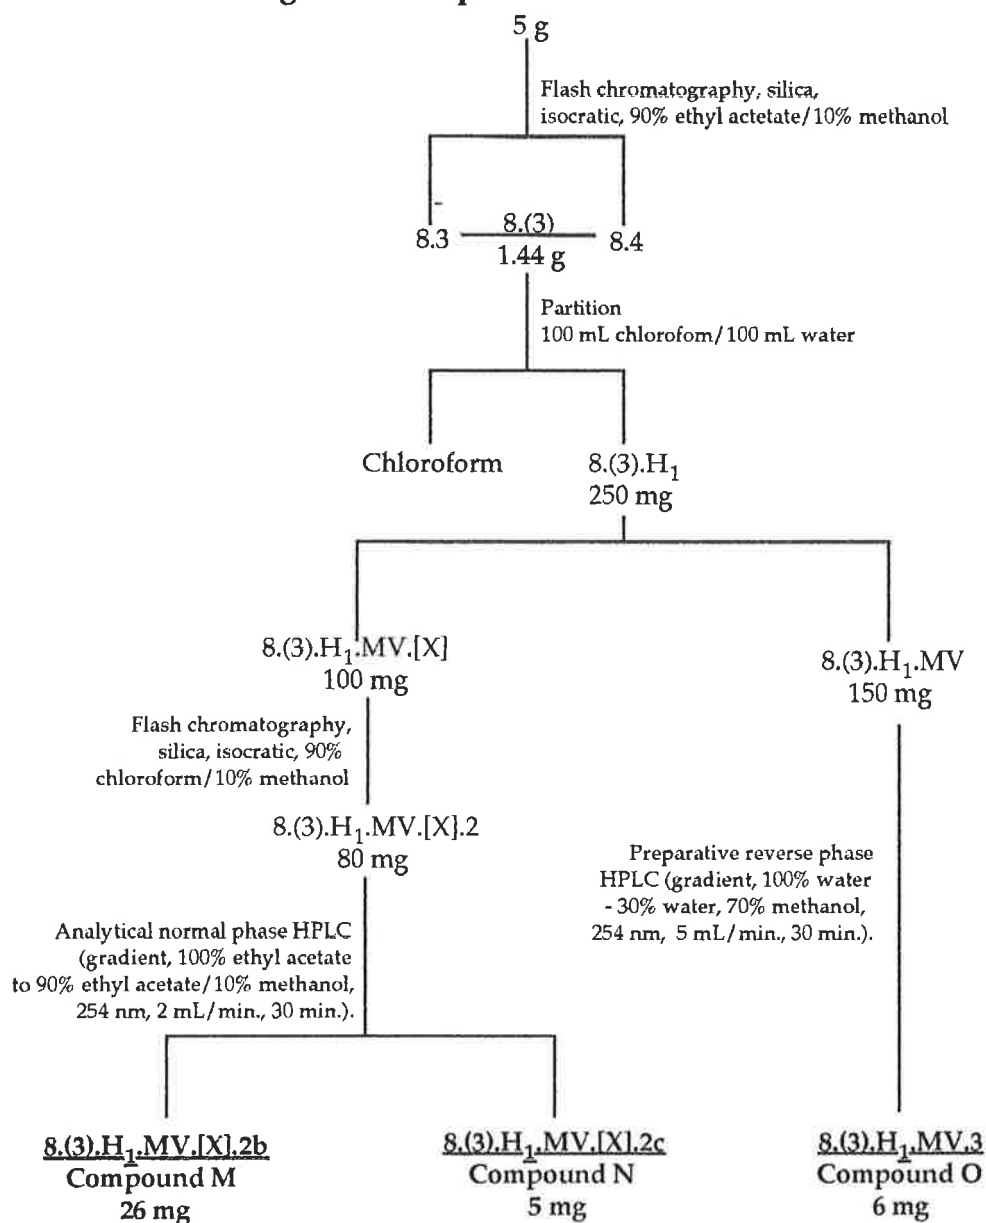 5 g
Flash chromatography, silica,
isocratic, 90% ethyl actetate/10% methanol
8.3
8.(3)
1.44 g
8.4
Partition
100 mL chlorofom/100 mL water
Chloroform
8.(3).H1
250 mg
8.(3).H1.MV.[X]
100 mg
8.(3).H1.MV
150 mg
Flash chromatography,
silica, isocratic, 90%
chloroform/10% methanol
8.(3).H1.MV.[X].2
80 mg
Preparative reverse phase
HPLC (gradient, 100% water
- 30% water, 70% methanol,
254 nm, 5 mL/min., 30 min.).
Analytical normal phase HPLC
(gradient, 100% ethyl acetate
to 90% ethyl acetate/10% methanol,
254 nm, 2 mL/min., 30 min.).
8.(3).H1.MV.[X].2b
Compound M
26 mg
8.(3).H1.MV.[X].2c
Compound N
5 mg
8.(3).H1.MV.3
Compound O
6 mg